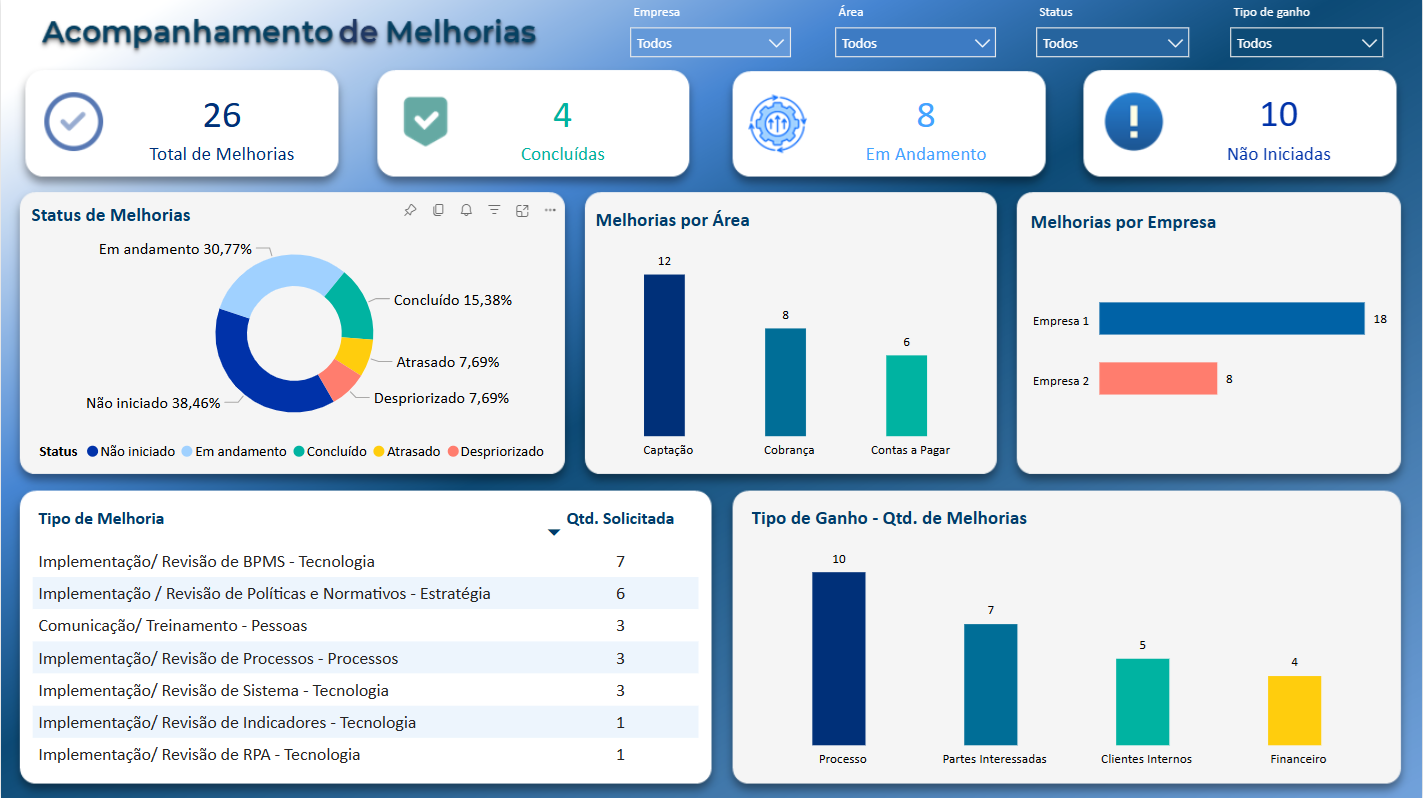 Acompanhamento de Melhorias
Empresa
Todos
Área
Todos
Status
Todos
Tipo de ganho
Todos
26
Total de Melhorias
4
Concluídas
8
Em Andamento
10
Não Iniciadas
Status de Melhorias
Em andamento 30,77%
Concluído 15,38%
Atrasado 7,69%
Despriorizado 7,69%
Não iniciado 38,46%
Status Não iniciado Em andamento Concluído Atrasado Despriorizado
Melhorias por Área
12
8
6
Captação Cobrança Contas a Pagar
Melhorias por Empresa
Empresa 1 18
Empresa 2 8
Tipo de Melhoria Qtd. Solicitada
Implementação/ Revisão de BPMS - Tecnologia 7
Implementação / Revisão de Políticas e Normativos - Estratégia 6
Comunicação/ Treinamento - Pessoas 3
Implementação/ Revisão de Processos - Processos 3
Implementação/ Revisão de Sistema - Tecnologia 3
Implementação/ Revisão de Indicadores - Tecnologia 1
Implementação/ Revisão de RPA - Tecnologia 1
Tipo de Ganho - Qtd. de Melhorias
10
7
5
4
Processo Partes Interessadas Clientes Internos Financeiro